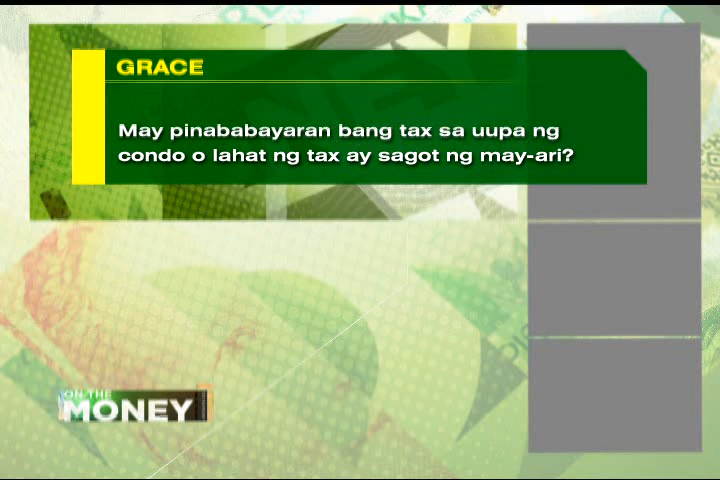 GRACE
May pinababayaran bang tax sa uupa ng
condo o lahat ng tax ay sagot ng may-ari?
ON THE
MONEY